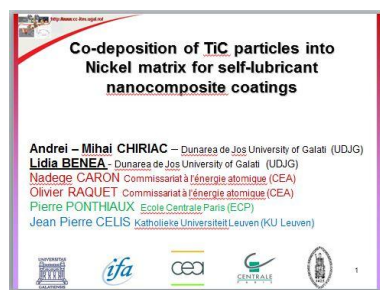 Co-deposition of TiC particles into
Nickel matrix for self-lubricant
nanocomposite coatings
Andrei – Mihai CHIRIAC – Dunarea de Jos University of Galati (UDJG)
Lidia BENEA - Dunarea de Jos University of Galati (UDJG)
Nadege CARON Commissariat à l'énergie atomique (CEA)
Olivier RAQUET Commissariat à l'énergie atomique (CEA)
Pierre PONTHIAUX Ecole Centrale Paris (ECP)
Jean Pierre CELIS Katholieke Universiteit Leuven (KU Leuven)
UNIVERSITAS
GALATIENSIS
ifa
cea
CENTRALE
PARIS
1